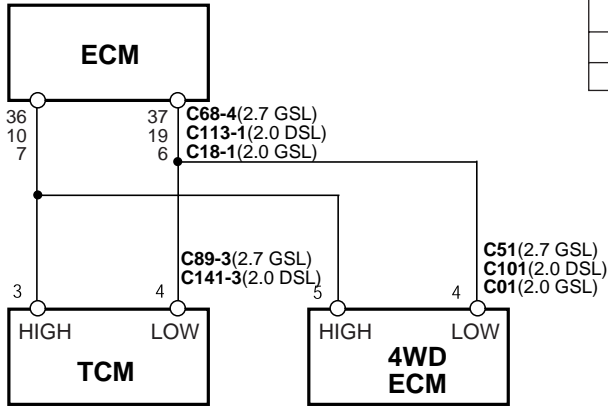 ECM
36 37 C68-4(2.7 GSL)
10 19 C113-1(2.0 DSL)
7 6 C18-1(2.0 GSL)
C89-3(2.7 GSL)
C141-3(2.0 DSL)
C51(2.7 GSL)
C101(2.0 DSL)
C01(2.0 GSL)
3 4 5 4
HIGH LOW HIGH LOW
TCM
4WD
ECM